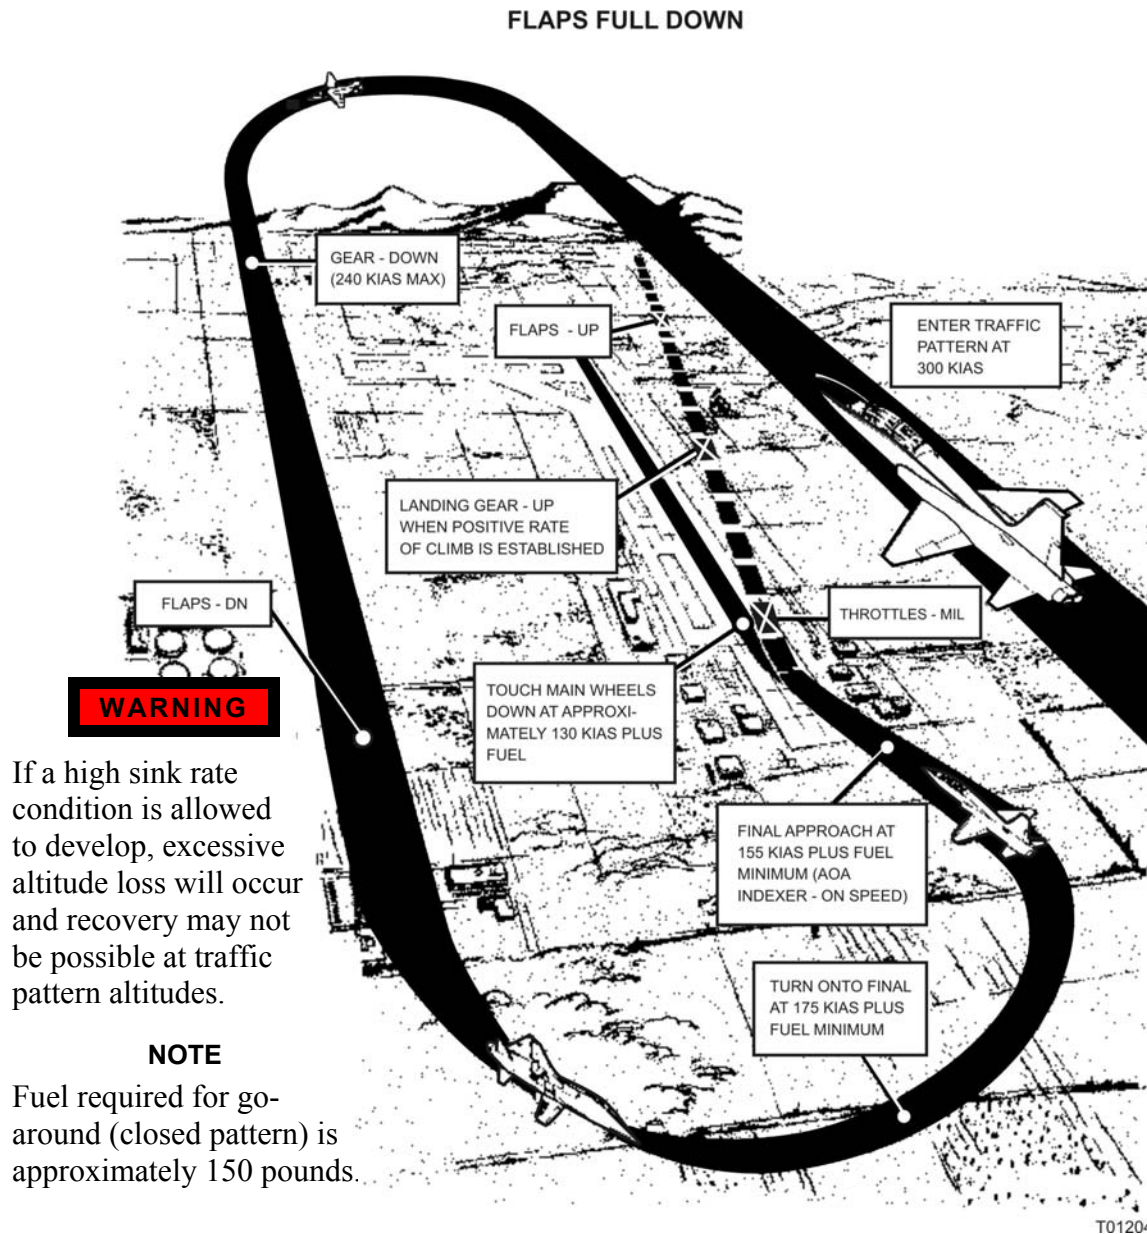 FLAPS FULL DOWN
GEAR - DOWN
(240 KIAS MAX)
FLAPS - UP
ENTER TRAFFIC
PATTERN AT
300 KIAS
LANDING GEAR - UP
WHEN POSITIVE RATE
OF CLIMB IS ESTABLISHED
FLAPS - DN
THROTTLES - MIL
TOUCH MAIN WHEELS
DOWN AT APPROXI-
MATELY 130 KIAS PLUS
FUEL
WARNING
If a high sink rate
condition is allowed
to develop, excessive
altitude loss will occur
and recovery may not
be possible at traffic
pattern altitudes.
FINAL APPROACH AT
155 KIAS PLUS FUEL
MINIMUM (AOA
INDEXER - ON SPEED)
TURN ONTO FINAL
AT 175 KIAS PLUS
FUEL MINIMUM
NOTE
Fuel required for go-
around (closed pattern) is
approximately 150 pounds.
T01204